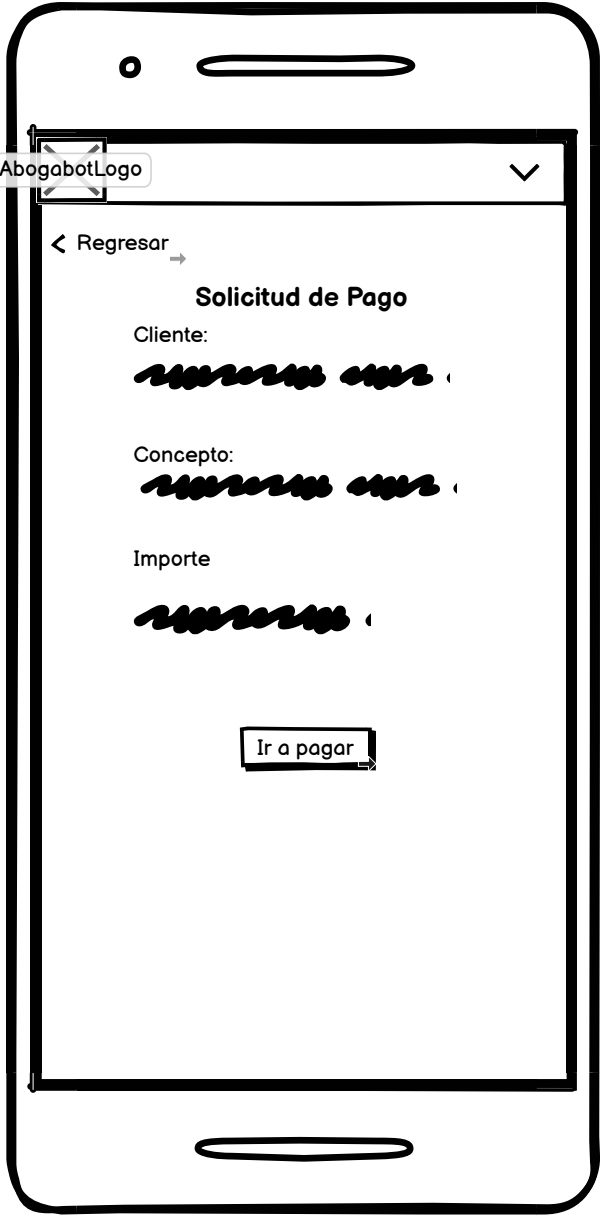 AbogabotLogo
Regresar
Solicitud de Pago
Cliente:
Concepto:
Importe
Ir a pagar